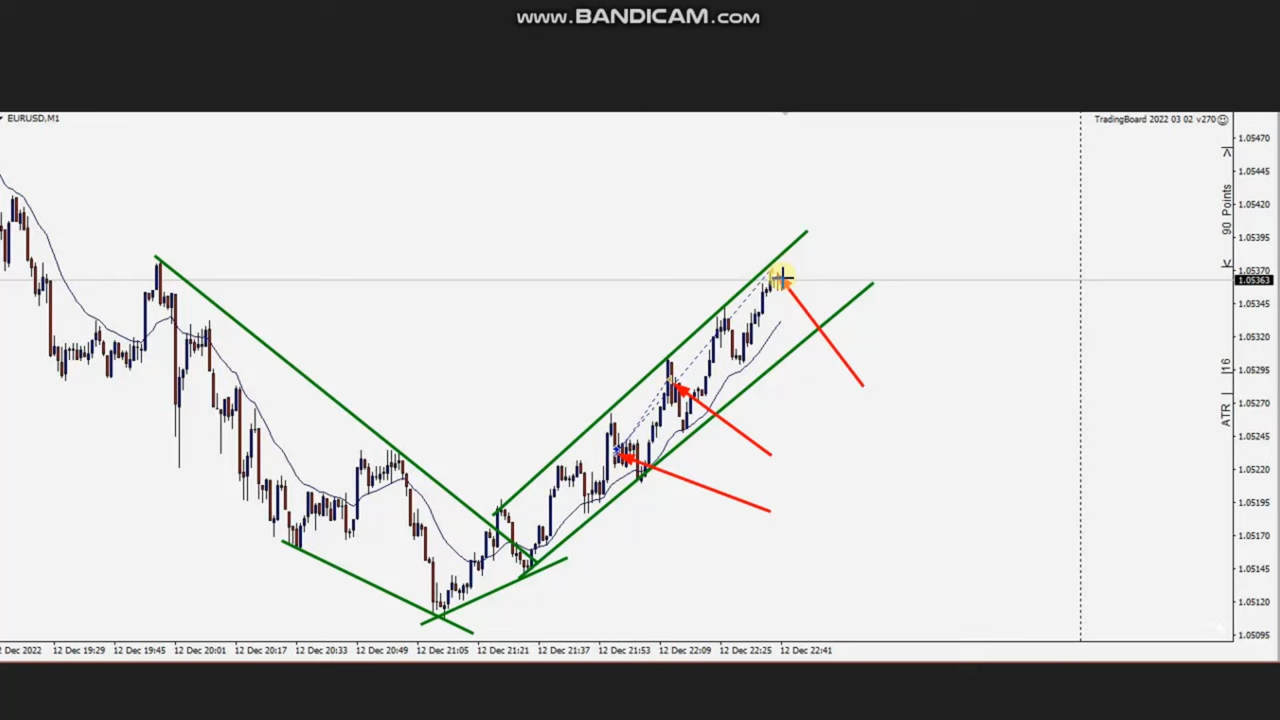 www.BANDICAM.com
EURUSD,M1
TradingBoard 2022 03 02 v270
1.05470
1.05445
1.05420
1.05395
1.05370
1.05363
1.05345
1.05320
1.05295
1.05270
1.05245
1.05220
1.05195
1.05170
1.05145
1.05120
1.05095
90 Points
ATR | 16
2 Dec 2022
12 Dec 19:29
12 Dec 19:45
12 Dec 20:01
12 Dec 20:17
12 Dec 20:33
12 Dec 20:49
12 Dec 21:05
12 Dec 21:21
12 Dec 21:37
12 Dec 21:53
12 Dec 22:09
12 Dec 22:25
12 Dec 22:41